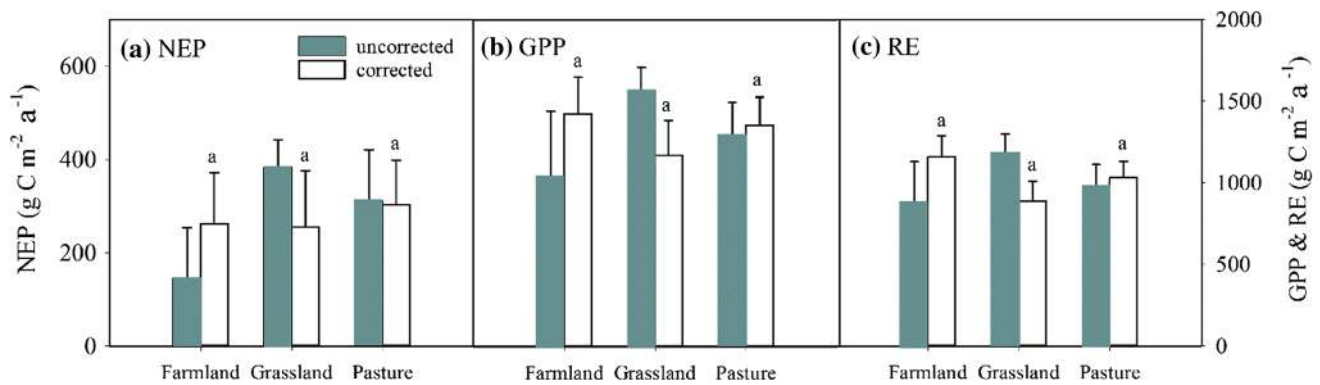 (a) NEP
uncorrected
corrected
(b) GPP
(c) RE
NEP (g C m⁻² a⁻¹)
600
400
200
0
a
a
a
a
a
a
a
a
a
2000
1500
1000
500
0
GPP & RE (g C m⁻² a⁻¹)
Farmland Grassland Pasture
Farmland Grassland Pasture
Farmland Grassland Pasture